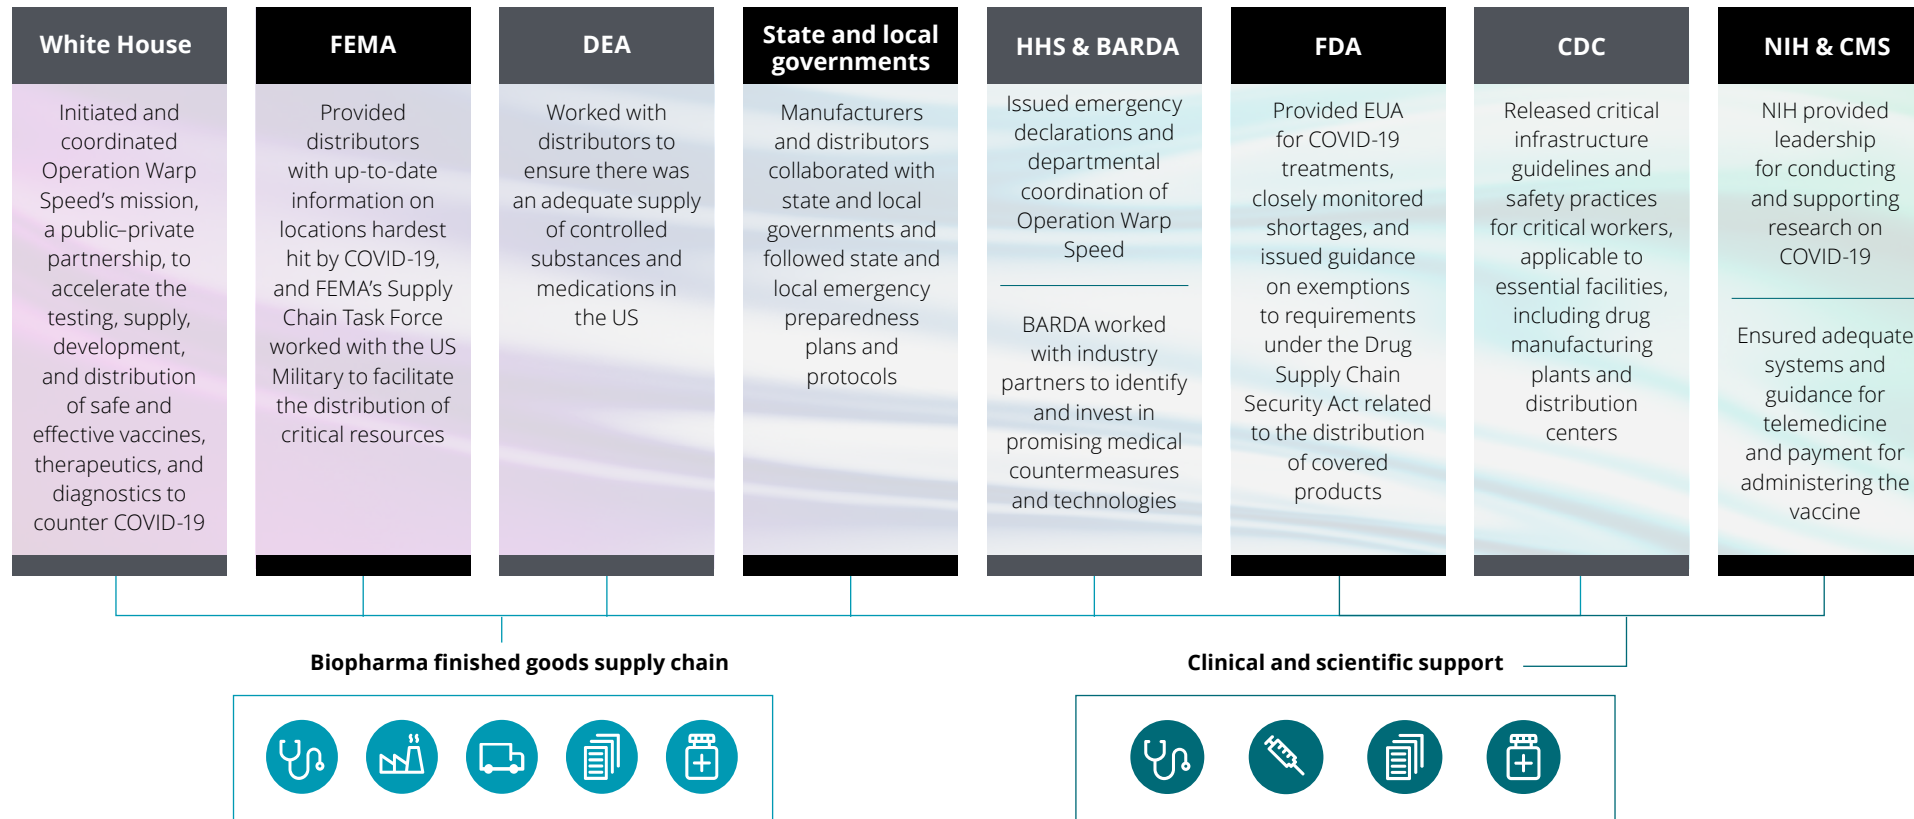 White House
Initiated and
coordinated
Operation Warp
Speed’s mission,
a public–private
partnership, to
accelerate the
testing, supply,
development,
and distribution
of safe and
effective vaccines,
therapeutics, and
diagnostics to
counter COVID-19
FEMA
Provided
distributors
with up-to-date
information on
locations hardest
hit by COVID-19,
and FEMA’s Supply
Chain Task Force
worked with the US
Military to facilitate
the distribution of
critical resources
DEA
Worked with
distributors to
ensure there was
an adequate supply
of controlled
substances and
medications in
the US
State and local
governments
Manufacturers
and distributors
collaborated with
state and local
governments and
followed state and
local emergency
preparedness
plans and
protocols
HHS & BARDA
Issued emergency
declarations and
departmental
coordination of
Operation Warp
Speed
BARDA worked
with industry
partners to identify
and invest in
promising medical
countermeasures
and technologies
FDA
Provided EUA
for COVID-19
treatments,
closely monitored
shortages, and
issued guidance
on exemptions
to requirements
under the Drug
Supply Chain
Security Act related
to the distribution
of covered
products
CDC
Released critical
infrastructure
guidelines and
safety practices
for critical workers,
applicable to
essential facilities,
including drug
manufacturing
plants and
distribution
centers
NIH & CMS
NIH provided
leadership
for conducting
and supporting
research on
COVID-19
Ensured adequate
systems and
guidance for
telemedicine
and payment for
administering the
vaccine
Biopharma finished goods supply chain
Clinical and scientific support